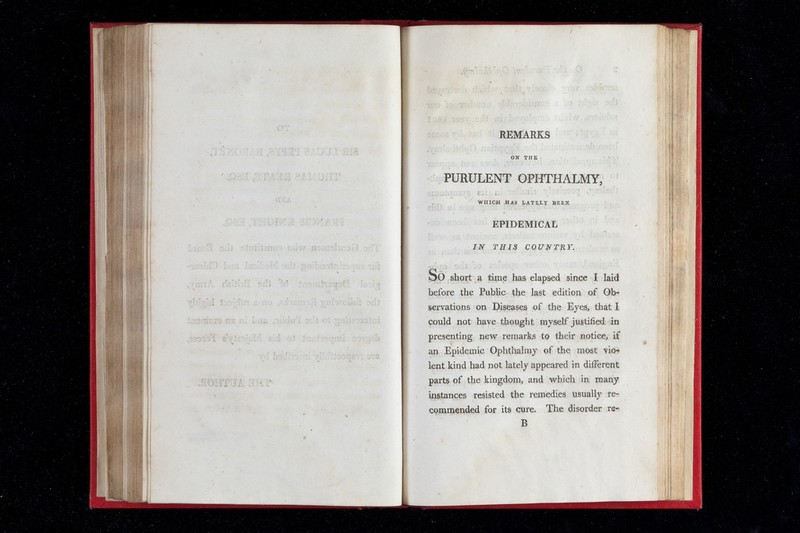 REMARKS
ON THE
PURULENT OPHTHALMY,
WHICH HAS LATELY BEEN
EPIDEMICAL
IN THIS COUNTRY.
SO short a time has elapsed since I laid
before the Public the last edition of Ob-
servations on Diseases of the Eyes, that I
could not have thought myself justified in
presenting new remarks to their notice, if
an Epidemic Ophthalmy of the most vio-
lent kind had not lately appeared in different
parts of the kingdom, and which in many
instances resisted the remedies usually re-
commended for its cure. The disorder re-
B